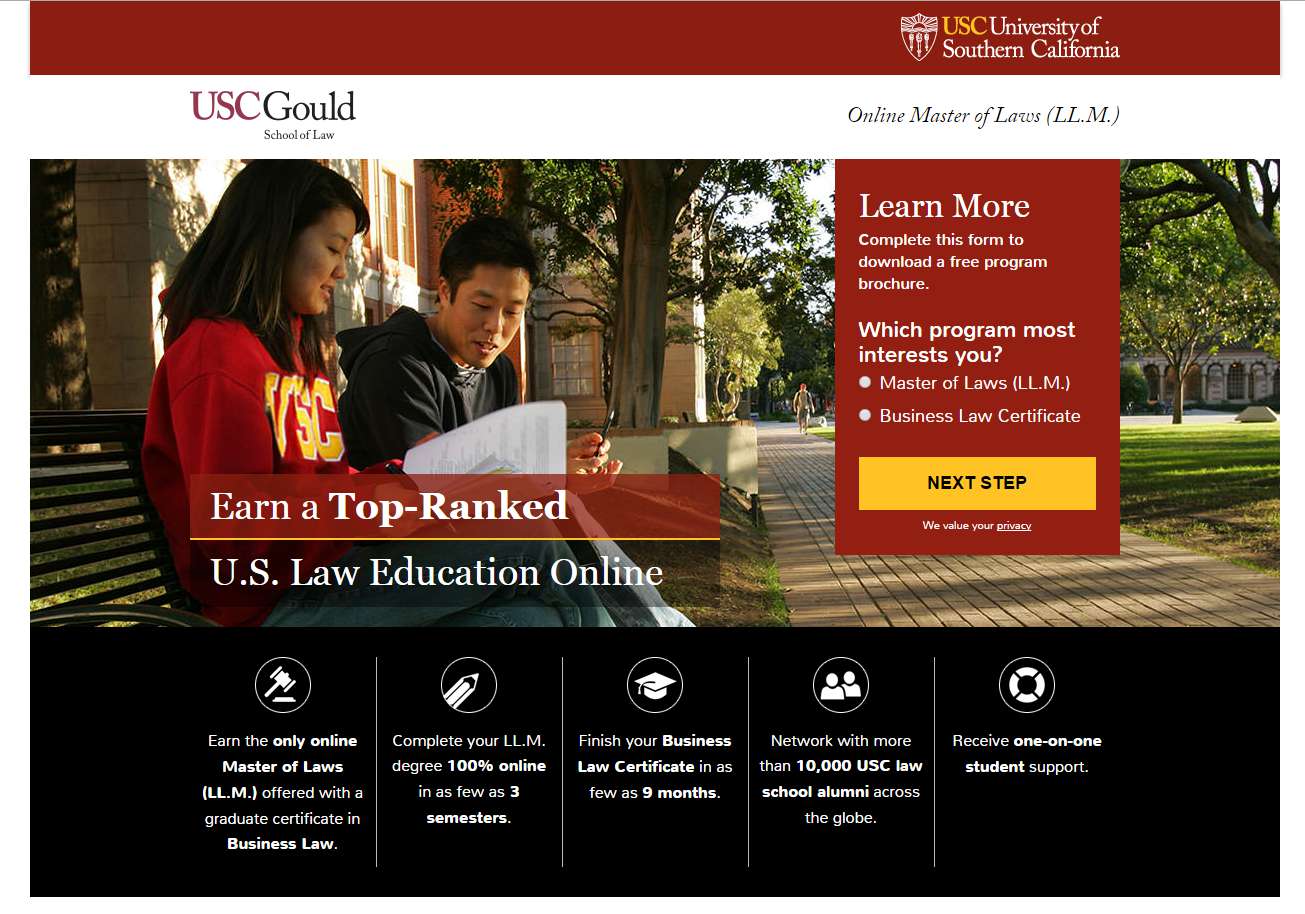 USC University of
Southern California
USC Gould
School of Law
Online Master of Laws (LL.M.)
Learn More
Complete this form to
download a free program
brochure.
Which program most
interests you?
Master of Laws (LL.M.)
Business Law Certificate
NEXT STEP
We value your privacy
USC
Earn a Top-Ranked
U.S. Law Education Online
Earn the only online
Master of Laws
(LL.M.) offered with a
graduate certificate in
Business Law.
Complete your LL.M.
degree 100% online
in as few as 3
semesters.
Finish your Business
Law Certificate in as
few as 9 months.
Network with more
than 10,000 USC law
school alumni across
the globe.
Receive one-on-one
student support.